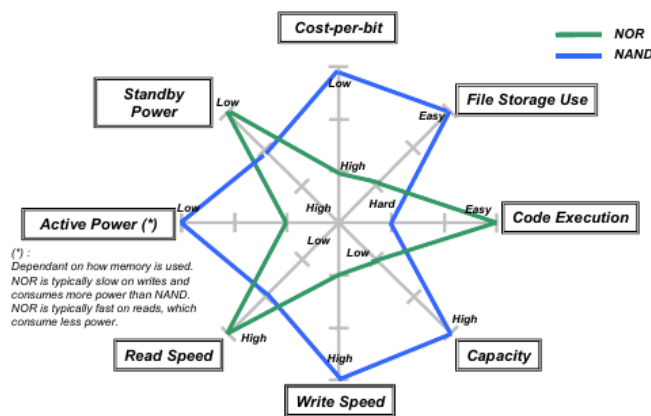 Cost-per-bit
NOR
NAND
Standby
Power
Low
Low
File Storage Use
Easy
High
Active Power (*)
Low
High
Hard
Easy
Code Execution
(*) :
Dependant on how memory is used.
NOR is typically slow on writes and
consumes more power than NAND.
NOR is typically fast on reads, which
consume less power.
Low
Low
Read Speed
High
High
High
Capacity
Write Speed